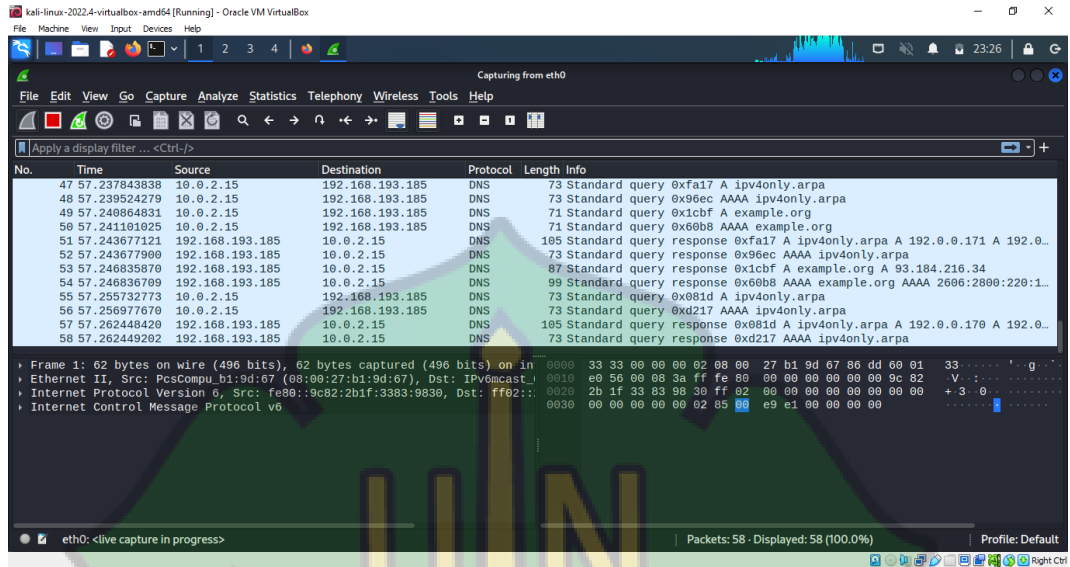 kali-linux-2022.4-virtualbox-amd64 [Running] - Oracle VM VirtualBox
File Machine View Input Devices Help
1 2 3 4 23:26
Capturing from eth0
File Edit View Go Capture Analyze Statistics Telephony Wireless Tools Help
Apply a display filter ... <Ctrl-/>
No. Time Source Destination Protocol Length Info
47 57.237843838 10.0.2.15 192.168.193.185 DNS 73 Standard query 0xfa17 A ipv4only.arpa
48 57.239524279 10.0.2.15 192.168.193.185 DNS 73 Standard query 0x96ec AAAA ipv4only.arpa
49 57.240864831 10.0.2.15 192.168.193.185 DNS 71 Standard query 0x1cbf A example.org
50 57.241101025 10.0.2.15 192.168.193.185 DNS 71 Standard query 0x60b8 AAAA example.org
51 57.243677121 192.168.193.185 10.0.2.15 DNS 105 Standard query response 0xfa17 A ipv4only.arpa A 192.0.0.171 A 192.0…
52 57.243677900 192.168.193.185 10.0.2.15 DNS 73 Standard query response 0x96ec AAAA ipv4only.arpa
53 57.246835870 192.168.193.185 10.0.2.15 DNS 87 Standard query response 0x1cbf A example.org A 93.184.216.34
54 57.246836709 192.168.193.185 10.0.2.15 DNS 99 Standard query response 0x60b8 AAAA example.org AAAA 2606:2800:220:1…
55 57.255732773 10.0.2.15 192.168.193.185 DNS 73 Standard query 0x081d A ipv4only.arpa
56 57.256977670 10.0.2.15 192.168.193.185 DNS 73 Standard query 0xd217 AAAA ipv4only.arpa
57 57.262448420 192.168.193.185 10.0.2.15 DNS 105 Standard query response 0x081d A ipv4only.arpa A 192.0.0.170 A 192.0…
58 57.262449202 192.168.193.185 10.0.2.15 DNS 73 Standard query response 0xd217 AAAA ipv4only.arpa
Frame 1: 62 bytes on wire (496 bits), 62 bytes captured (496 bits) on in
Ethernet II, Src: PcsCompu_b1:9d:67 (08:00:27:b1:9d:67), Dst: IPv6mcast_
Internet Protocol Version 6, Src: fe80::9c82:2b1f:3383:9830, Dst: ff02::
Internet Control Message Protocol v6
0000 33 33 00 00 00 02 08 00 27 b1 9d 67 86 dd 60 01 33······ '··g··`·
0010 e0 56 00 08 3a ff fe 80 00 00 00 00 00 00 9c 82 ·V··:··· ········
0020 2b 1f 33 83 98 30 ff 02 00 00 00 00 00 00 00 00 +·3··0·· ········
0030 00 00 00 00 00 02 85 00 e9 e1 00 00 00 00 ········ ······
UIN
eth0: <live capture in progress> Packets: 58 · Displayed: 58 (100.0%) Profile: Default
Right Ctrl